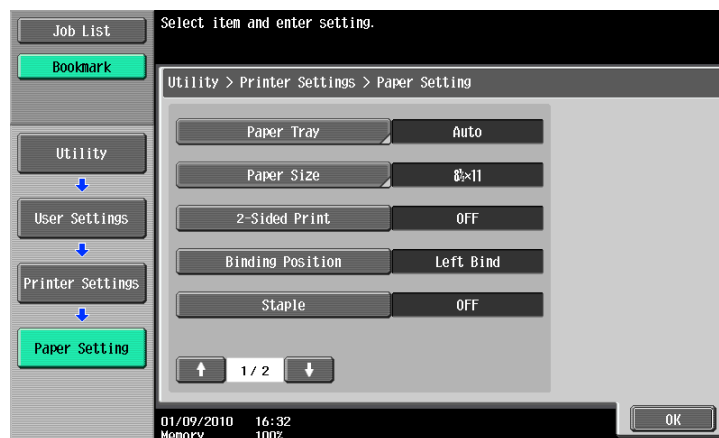 Job List
Select item and enter setting.
Bookmark
Utility > Printer Settings > Paper Setting
Paper Tray Auto
Utility
Paper Size 8½×11
User Settings
2-Sided Print OFF
Binding Position Left Bind
Printer Settings
Staple OFF
Paper Setting
1/ 2
01/09/2010 16:32
Memory 100%
OK